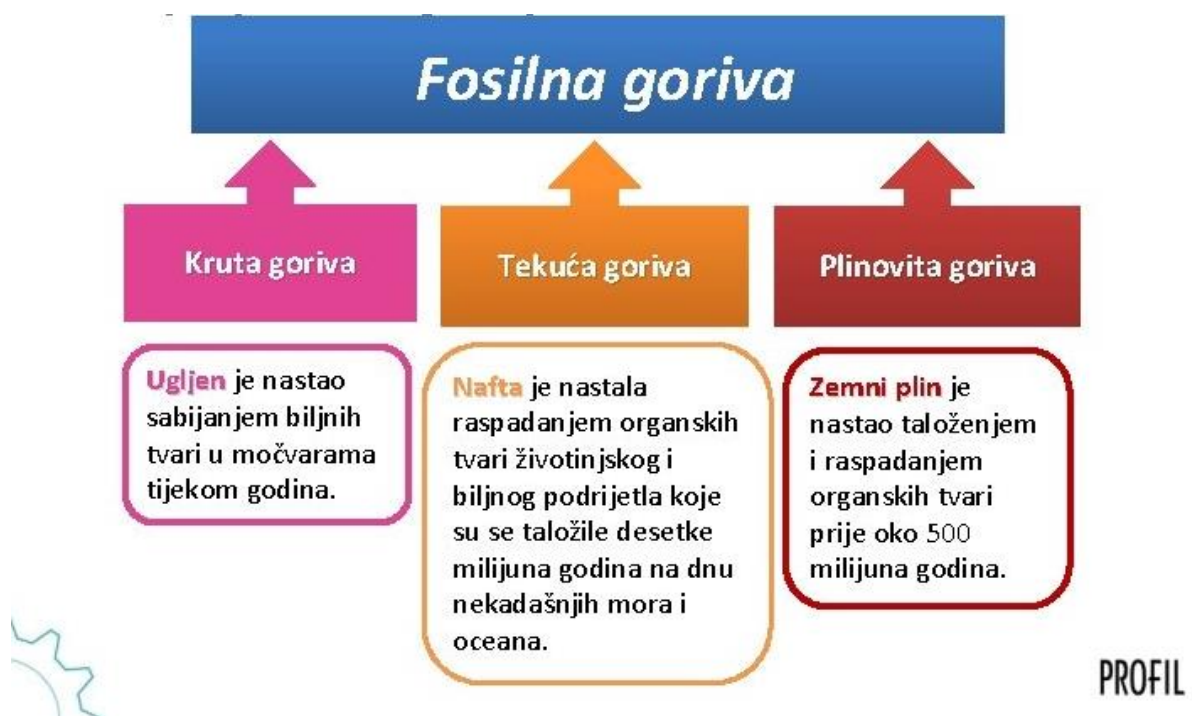 Fosilna goriva
Kruta goriva
Tekuća goriva
Plinovita goriva
Ugljen je nastao
sabijanjem biljnih
tvari u močvarama
tijekom godina.
Nafta je nastala
raspadanjem organskih
tvari životinjskog i
biljnog podrijetla koje
su se taložile desetke
milijuna godina na dnu
nekadašnjih mora i
oceana.
Zemni plin je
nastao taloženjem
i raspadanjem
organskih tvari
prije oko 500
milijuna godina.
PROFIL